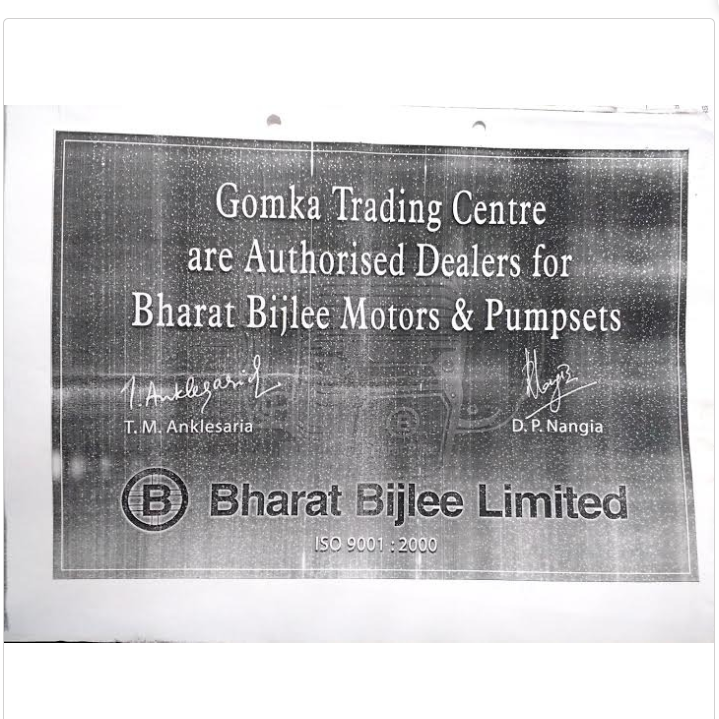 Gomka Trading Centre
are Authorised Dealers for
Bharat Bijlee Motors & Pumpsets
T. Anklesaria
T. M. Anklesaria
D. P. Nangia
B Bharat Bijlee Limited
ISO 9001 : 2000